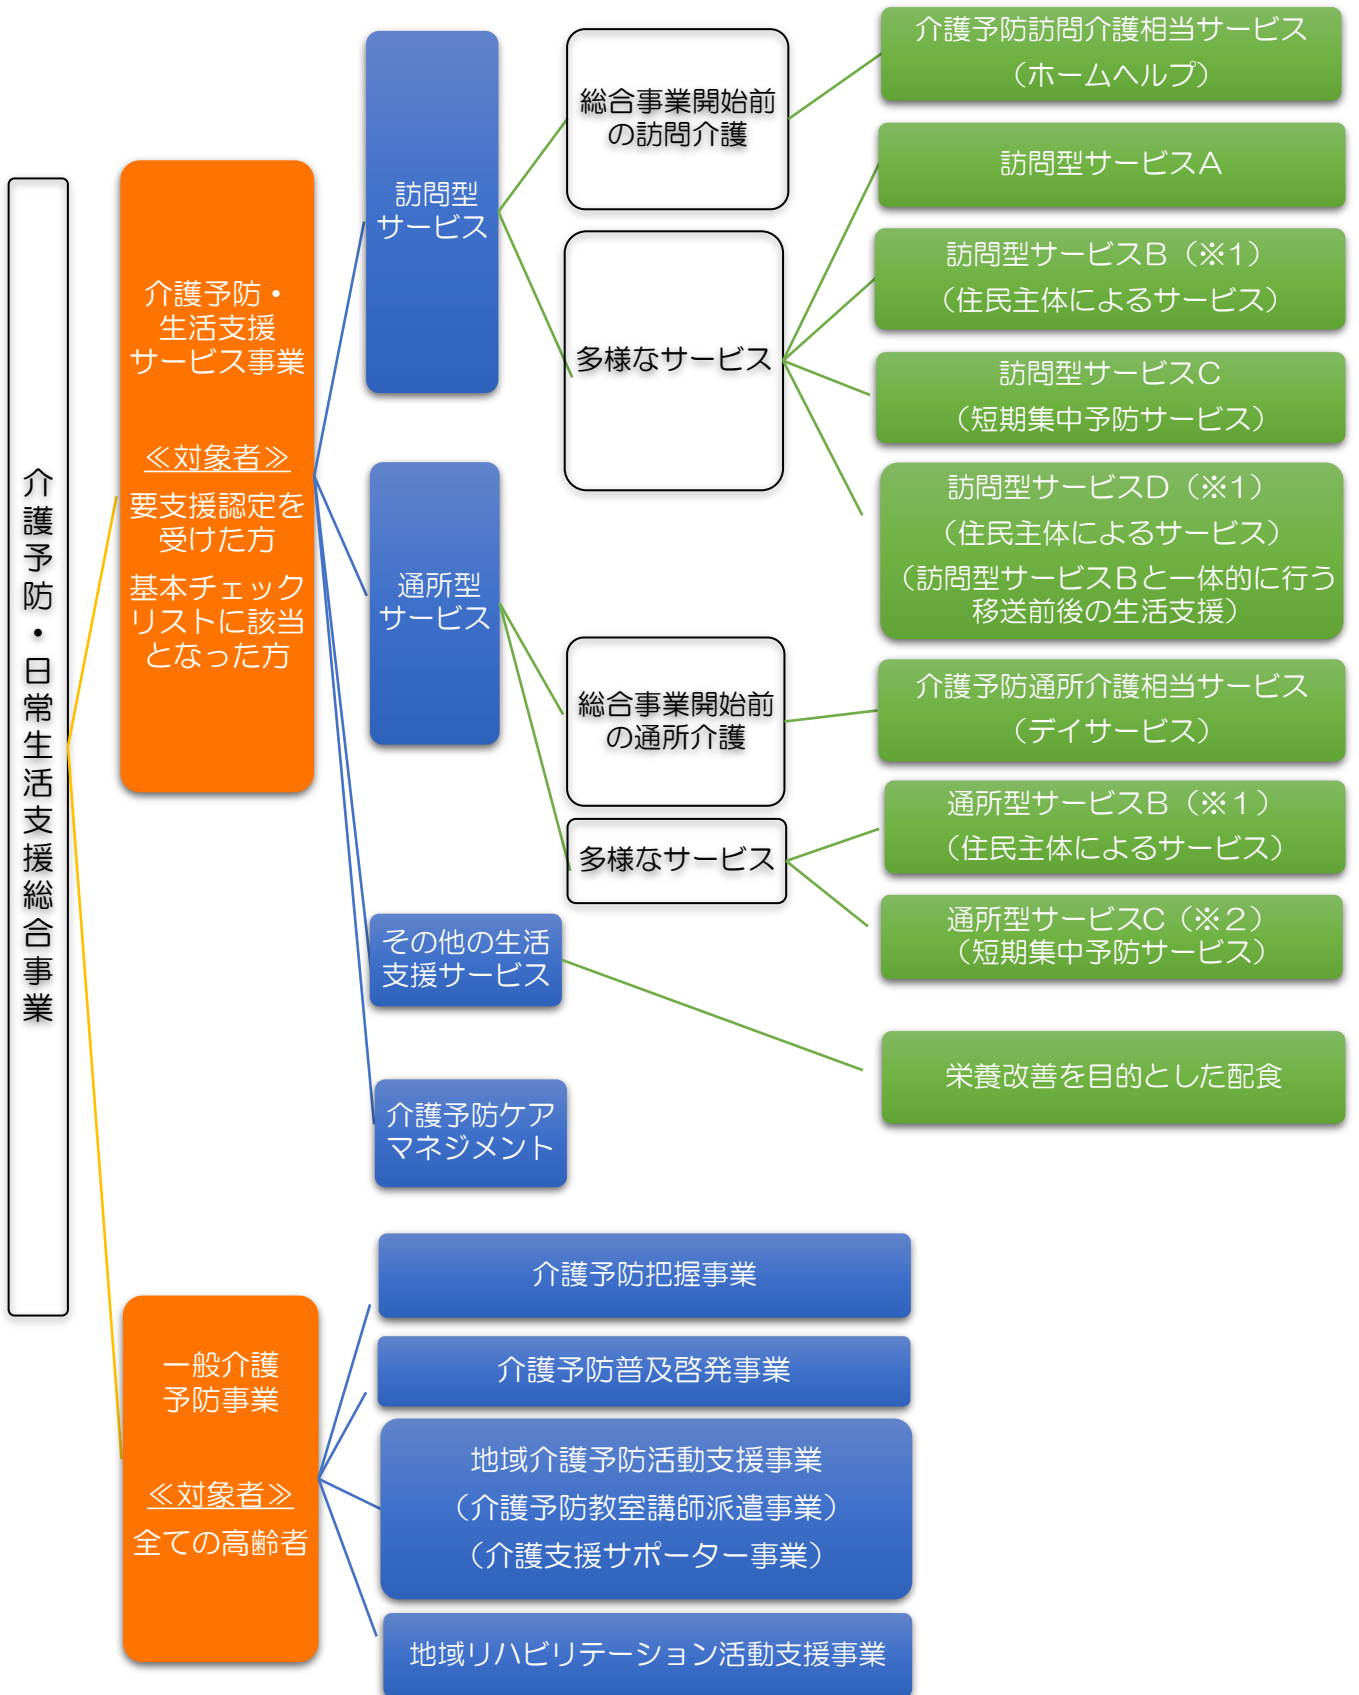 介護予防・日常生活支援総合事業
介護予防・
生活支援
サービス事業
≪対象者≫
要支援認定を
受けた方
基本チェック
リストに該当
となった方
訪問型
サービス
総合事業開始前
の訪問介護
介護予防訪問介護相当サービス
（ホームヘルプ）
多様なサービス
訪問型サービスA
訪問型サービスB（※1）
（住民主体によるサービス）
訪問型サービスC
（短期集中予防サービス）
訪問型サービスD（※1）
（住民主体によるサービス）
（訪問型サービスBと一体的に行う
移送前後の生活支援）
通所型
サービス
総合事業開始前
の通所介護
介護予防通所介護相当サービス
（デイサービス）
多様なサービス
通所型サービスB（※１）
（住民主体によるサービス）
通所型サービスC（※２）
（短期集中予防サービス）
その他の生活
支援サービス
栄養改善を目的とした配食
介護予防ケア
マネジメント
一般介護
予防事業
≪対象者≫
全ての高齢者
介護予防把握事業
介護予防普及啓発事業
地域介護予防活動支援事業
（介護予防教室講師派遣事業）
（介護支援サポーター事業）
地域リハビリテーション活動支援事業